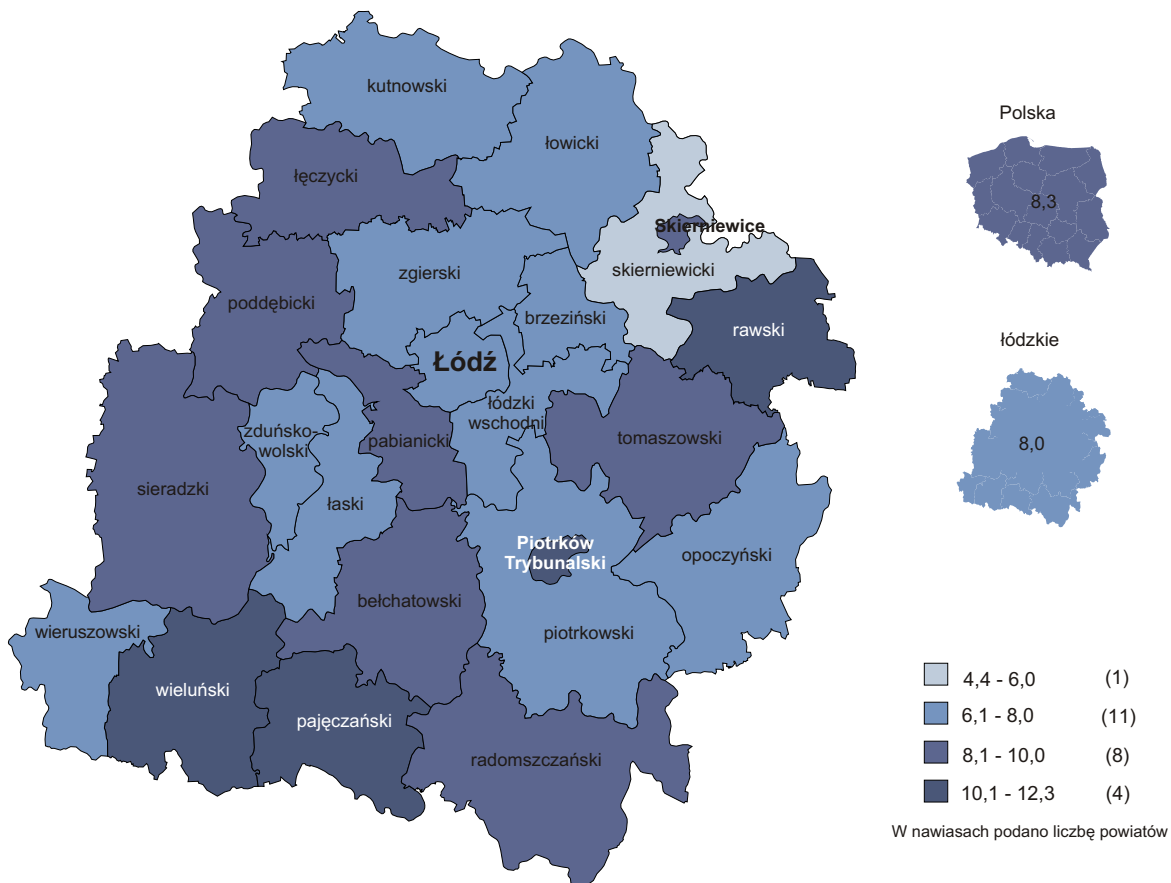 kutnowski
łowicki
łęczycki
Skierniewice
skierniewicki
zgierski
poddębicki
brzeziński
rawski
Łódź
łódzki
wschodni
zduńsko-
wolski
pabianicki
tomaszowski
sieradzki
łaski
Piotrków
Trybunalski
opoczyński
bełchatowski
wieruszowski
piotrkowski
wieluński
pajęczański
radomszczański
Polska
8,3
łódzkie
8,0
4,4 - 6,0 (1)
6,1 - 8,0 (11)
8,1 - 10,0 (8)
10,1 - 12,3 (4)
W nawiasach podano liczbę powiatów